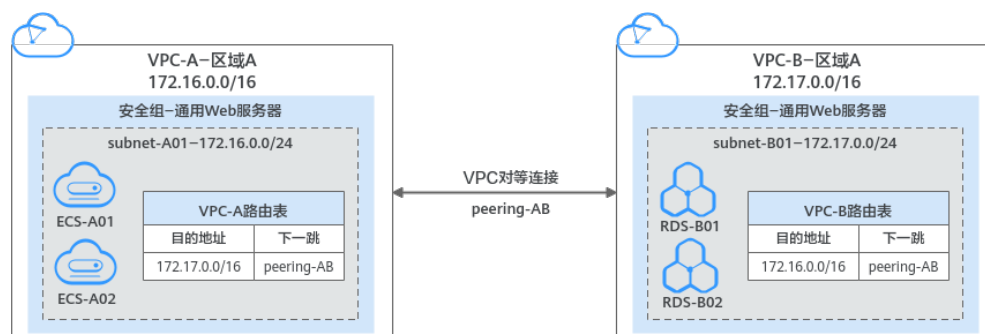 VPC-A–区域A
172.16.0.0/16
安全组–通用Web服务器
subnet-A01–172.16.0.0/24
ECS-A01
ECS-A02
VPC-A路由表
目的地址 下一跳
172.17.0.0/16 peering-AB
VPC对等连接
peering-AB
VPC-B–区域A
172.17.0.0/16
安全组–通用Web服务器
subnet-B01–172.17.0.0/24
RDS-B01
RDS-B02
VPC-B路由表
目的地址 下一跳
172.16.0.0/16 peering-AB